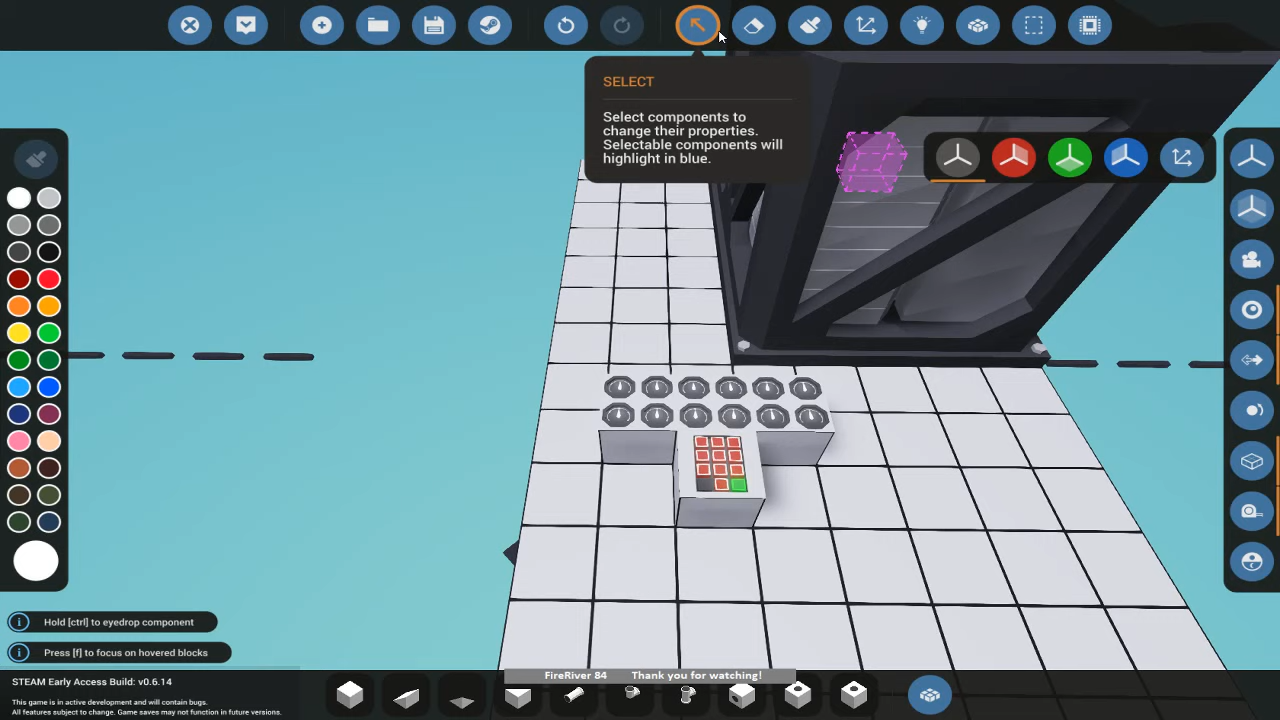 SELECT
Select components to
change their properties.
Selectable components will
highlight in blue.
Hold [ctrl] to eyedrop component
Press [f] to focus on hovered blocks
FireRiver 84 Thank you for watching!
STEAM Early Access Build: v0.6.14
This game is in active development and will contain bugs.
All features subject to change. Game saves may not function in future versions.